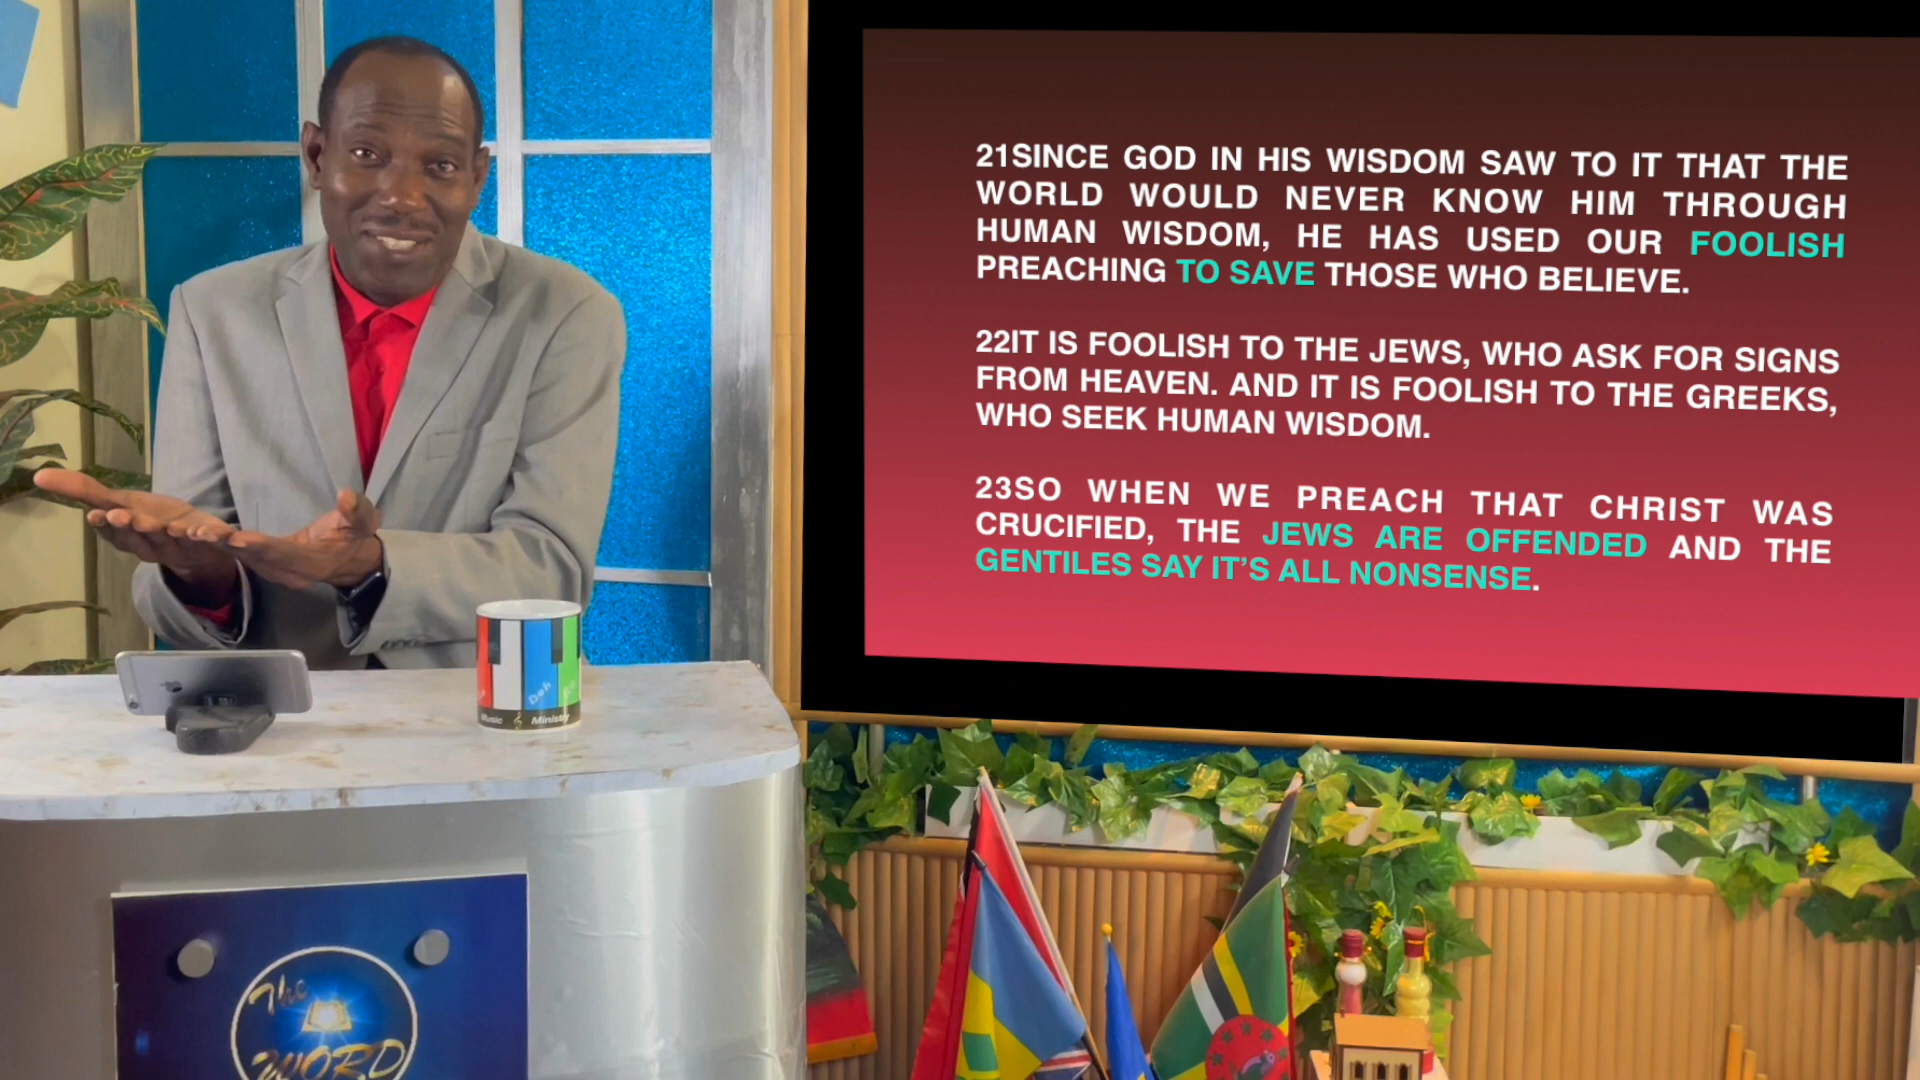 21SINCE GOD IN HIS WISDOM SAW TO IT THAT THE
WORLD WOULD NEVER KNOW HIM THROUGH
HUMAN WISDOM, HE HAS USED OUR FOOLISH
PREACHING TO SAVE THOSE WHO BELIEVE.
22IT IS FOOLISH TO THE JEWS, WHO ASK FOR SIGNS
FROM HEAVEN. AND IT IS FOOLISH TO THE GREEKS,
WHO SEEK HUMAN WISDOM.
23SO WHEN WE PREACH THAT CHRIST WAS
CRUCIFIED, THE JEWS ARE OFFENDED AND THE
GENTILES SAY IT'S ALL NONSENSE.
Doh
Music Ministry
The
WORD